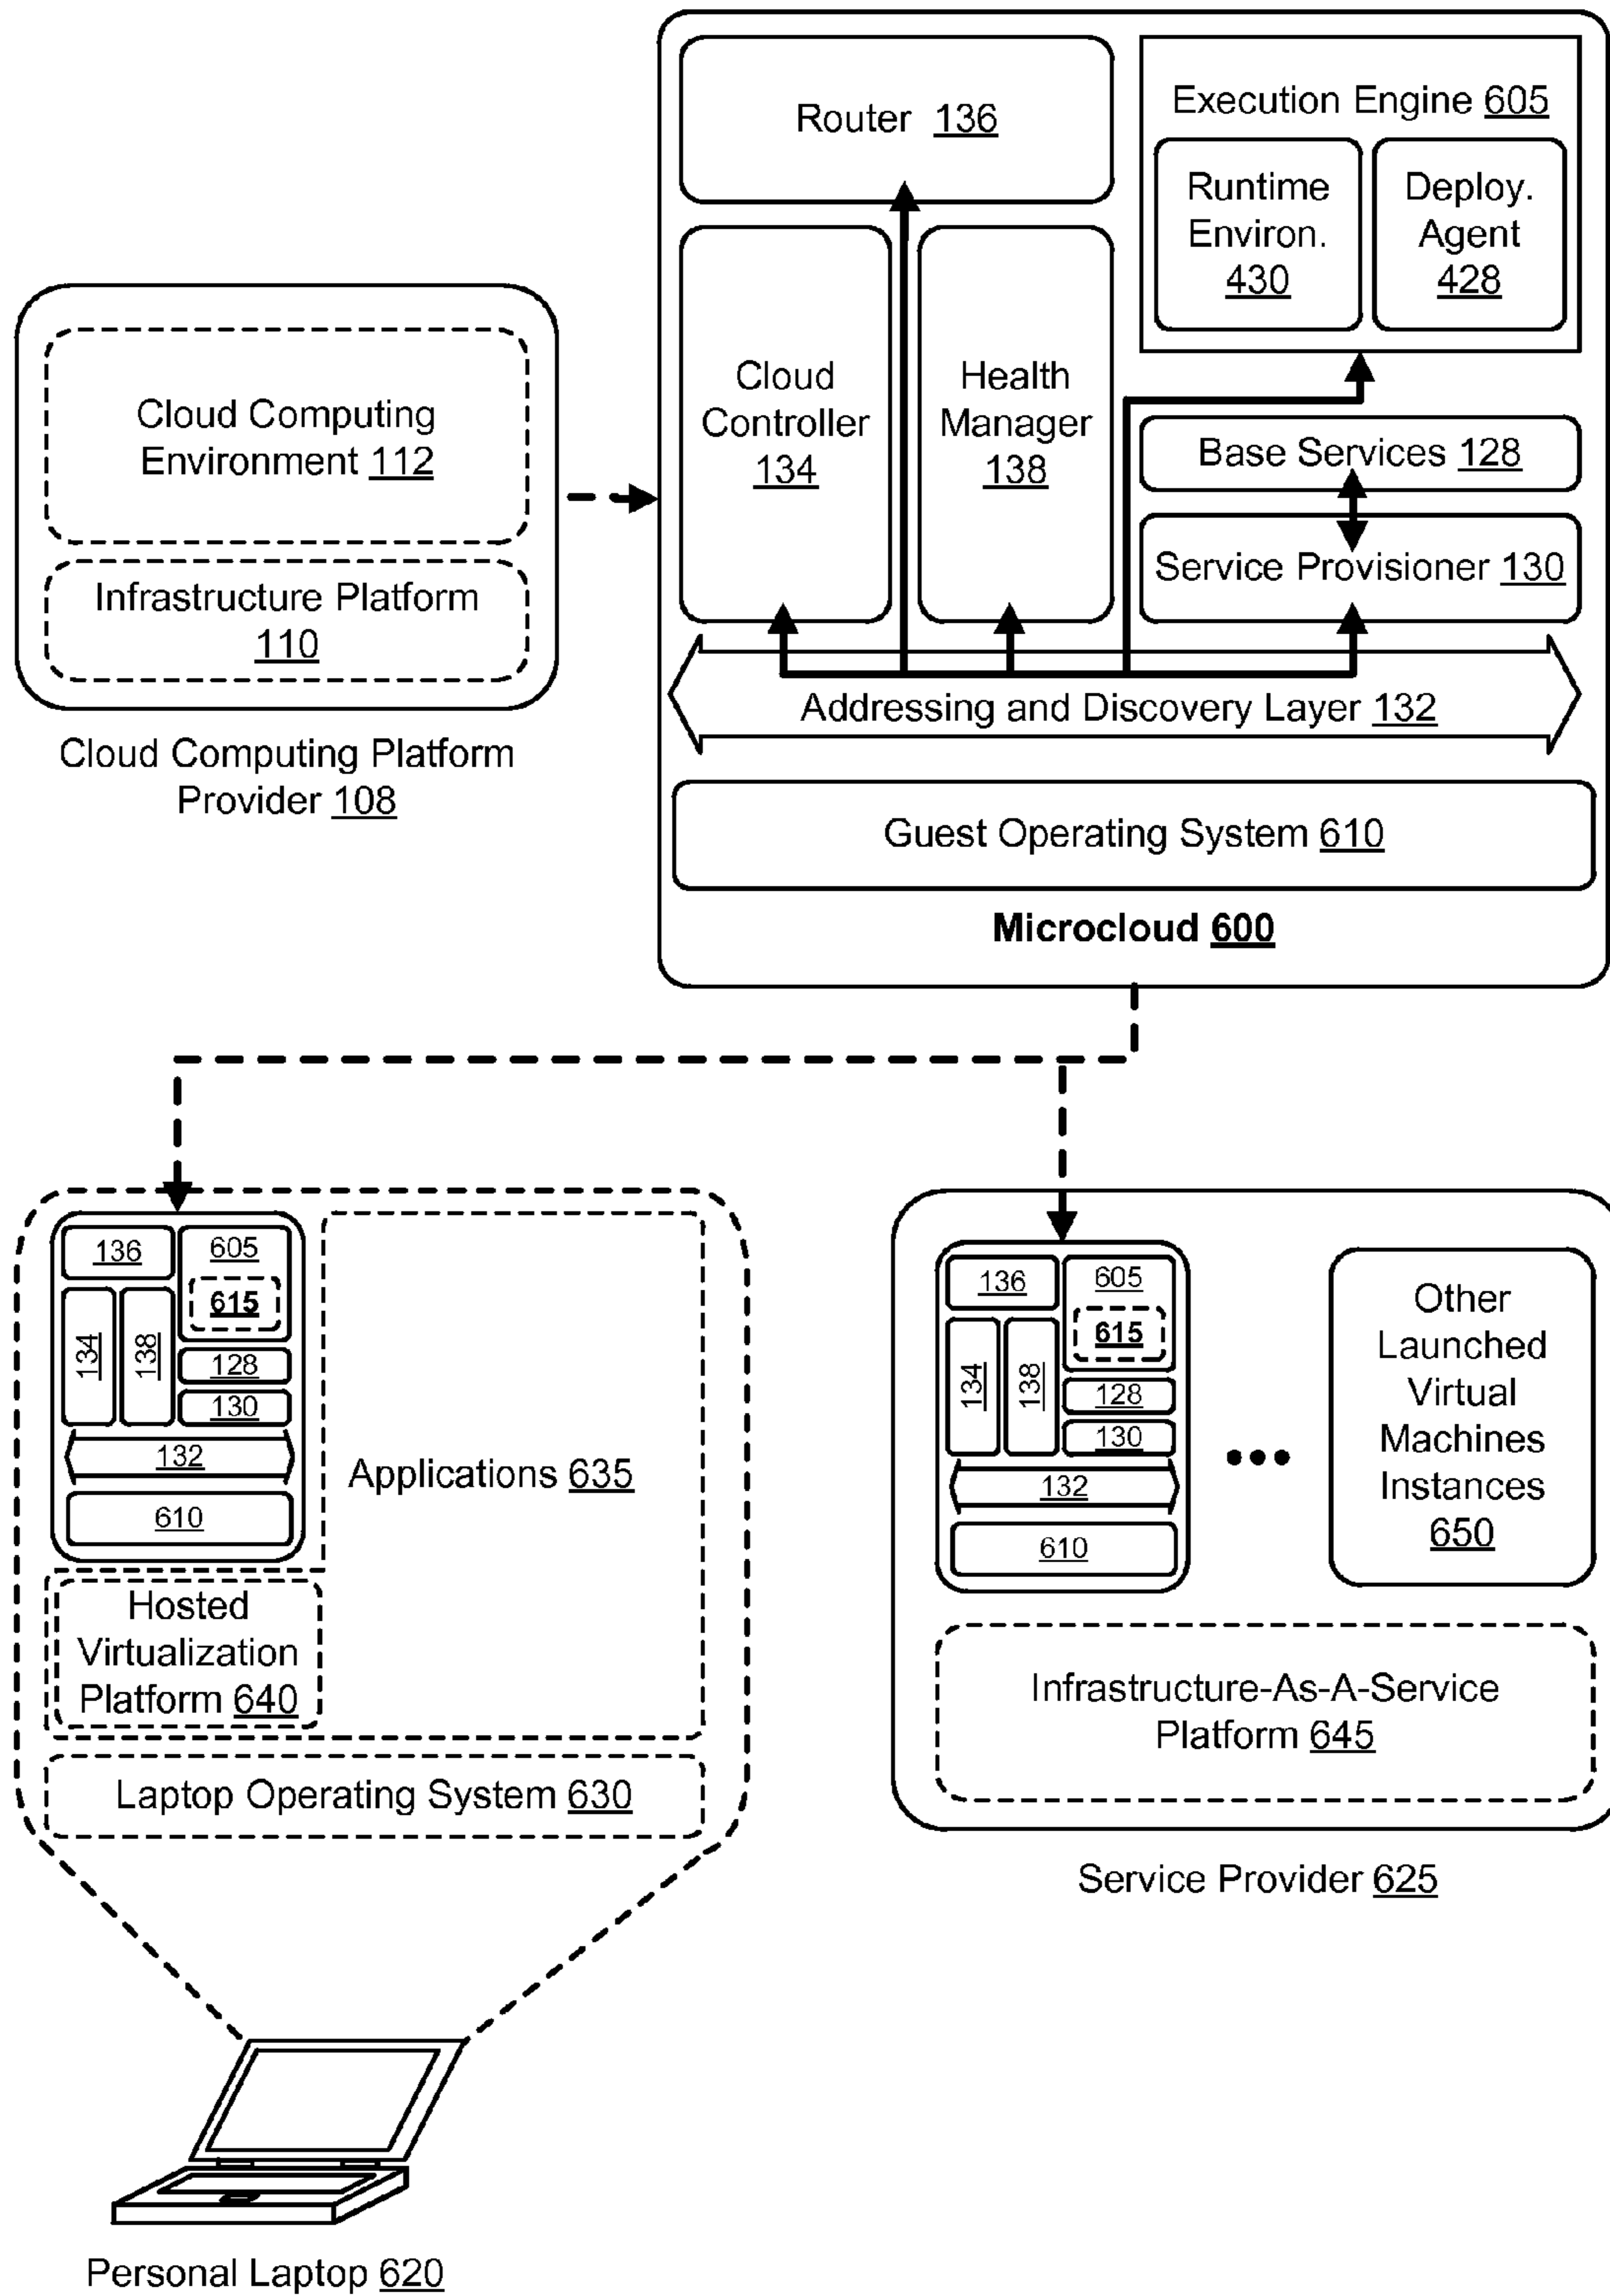 Router 136
Execution Engine 605
Runtime
Environ.
430
Deploy.
Agent
428
Cloud
Controller
134
Health
Manager
138
Base Services 128
Service Provisioner 130
Addressing and Discovery Layer 132
Guest Operating System 610
Microcloud 600
Cloud Computing
Environment 112
Infrastructure Platform
110
Cloud Computing Platform
Provider 108
136
605
615
134
138
128
130
132
610
Applications 635
Hosted
Virtualization
Platform 640
Laptop Operating System 630
Personal Laptop 620
136
605
615
134
138
128
130
132
610
Other
Launched
Virtual
Machines
Instances
650
Infrastructure-As-A-Service
Platform 645
Service Provider 625